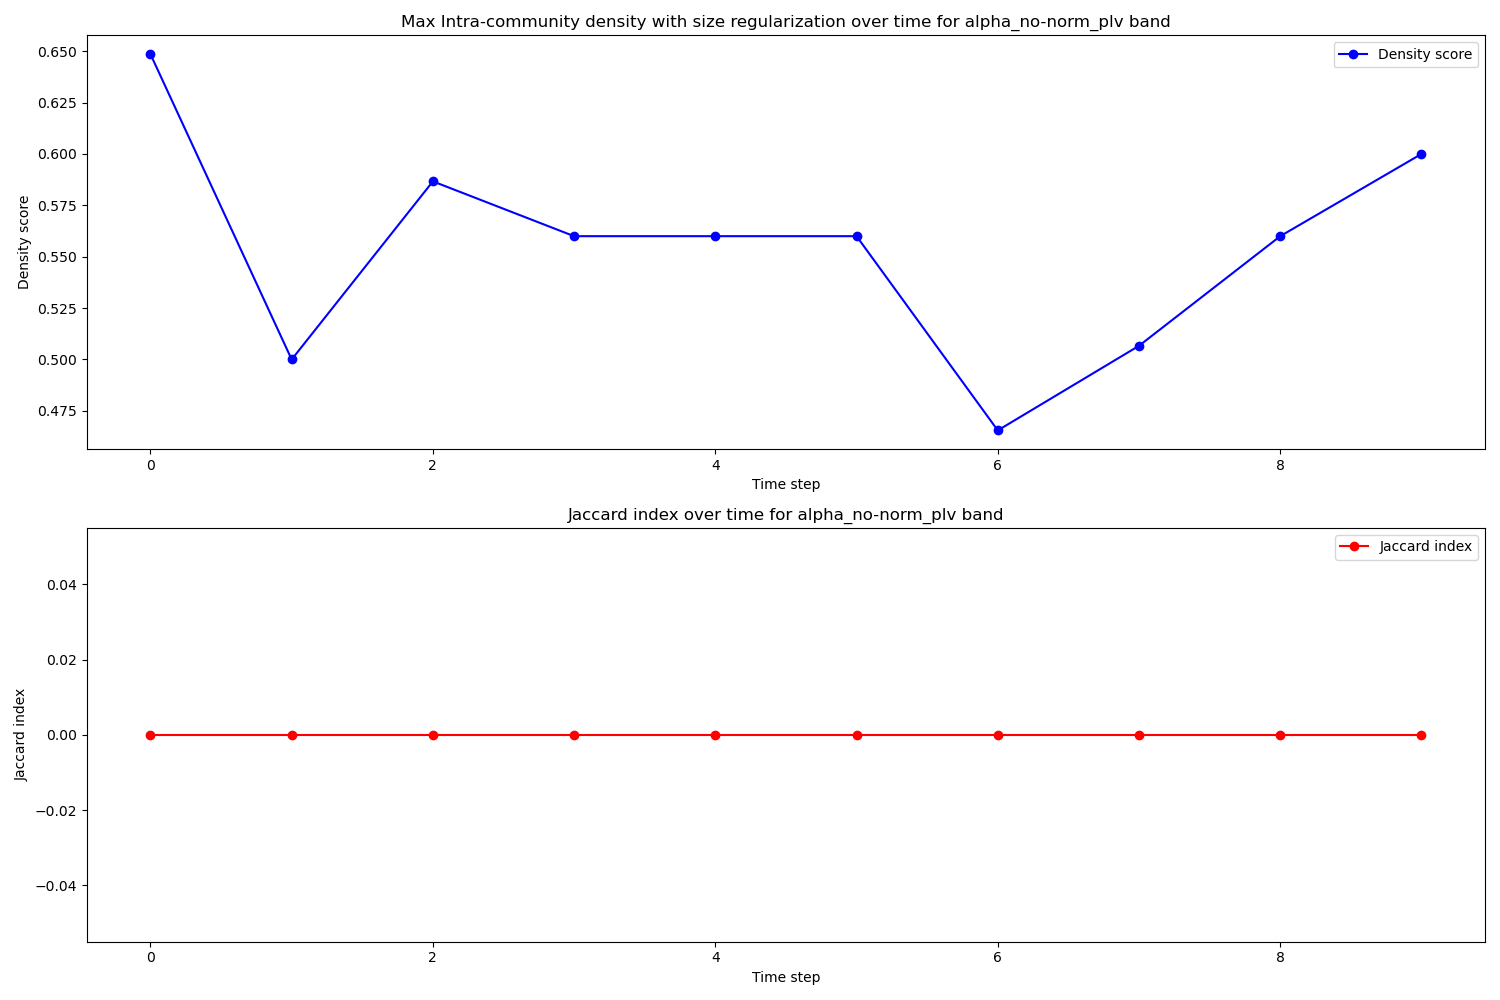 Max Intra-community density with size regularization over time for alpha_no-norm_plv band
0.650
0.625
0.600
0.575
0.550
0.525
0.500
0.475
Density score
Density score
0
2
4
6
8
Time step
Jaccard index over time for alpha_no-norm_plv band
0.04
0.02
0.00
−0.02
−0.04
Jaccard index
Jaccard index
0
2
4
6
8
Time step